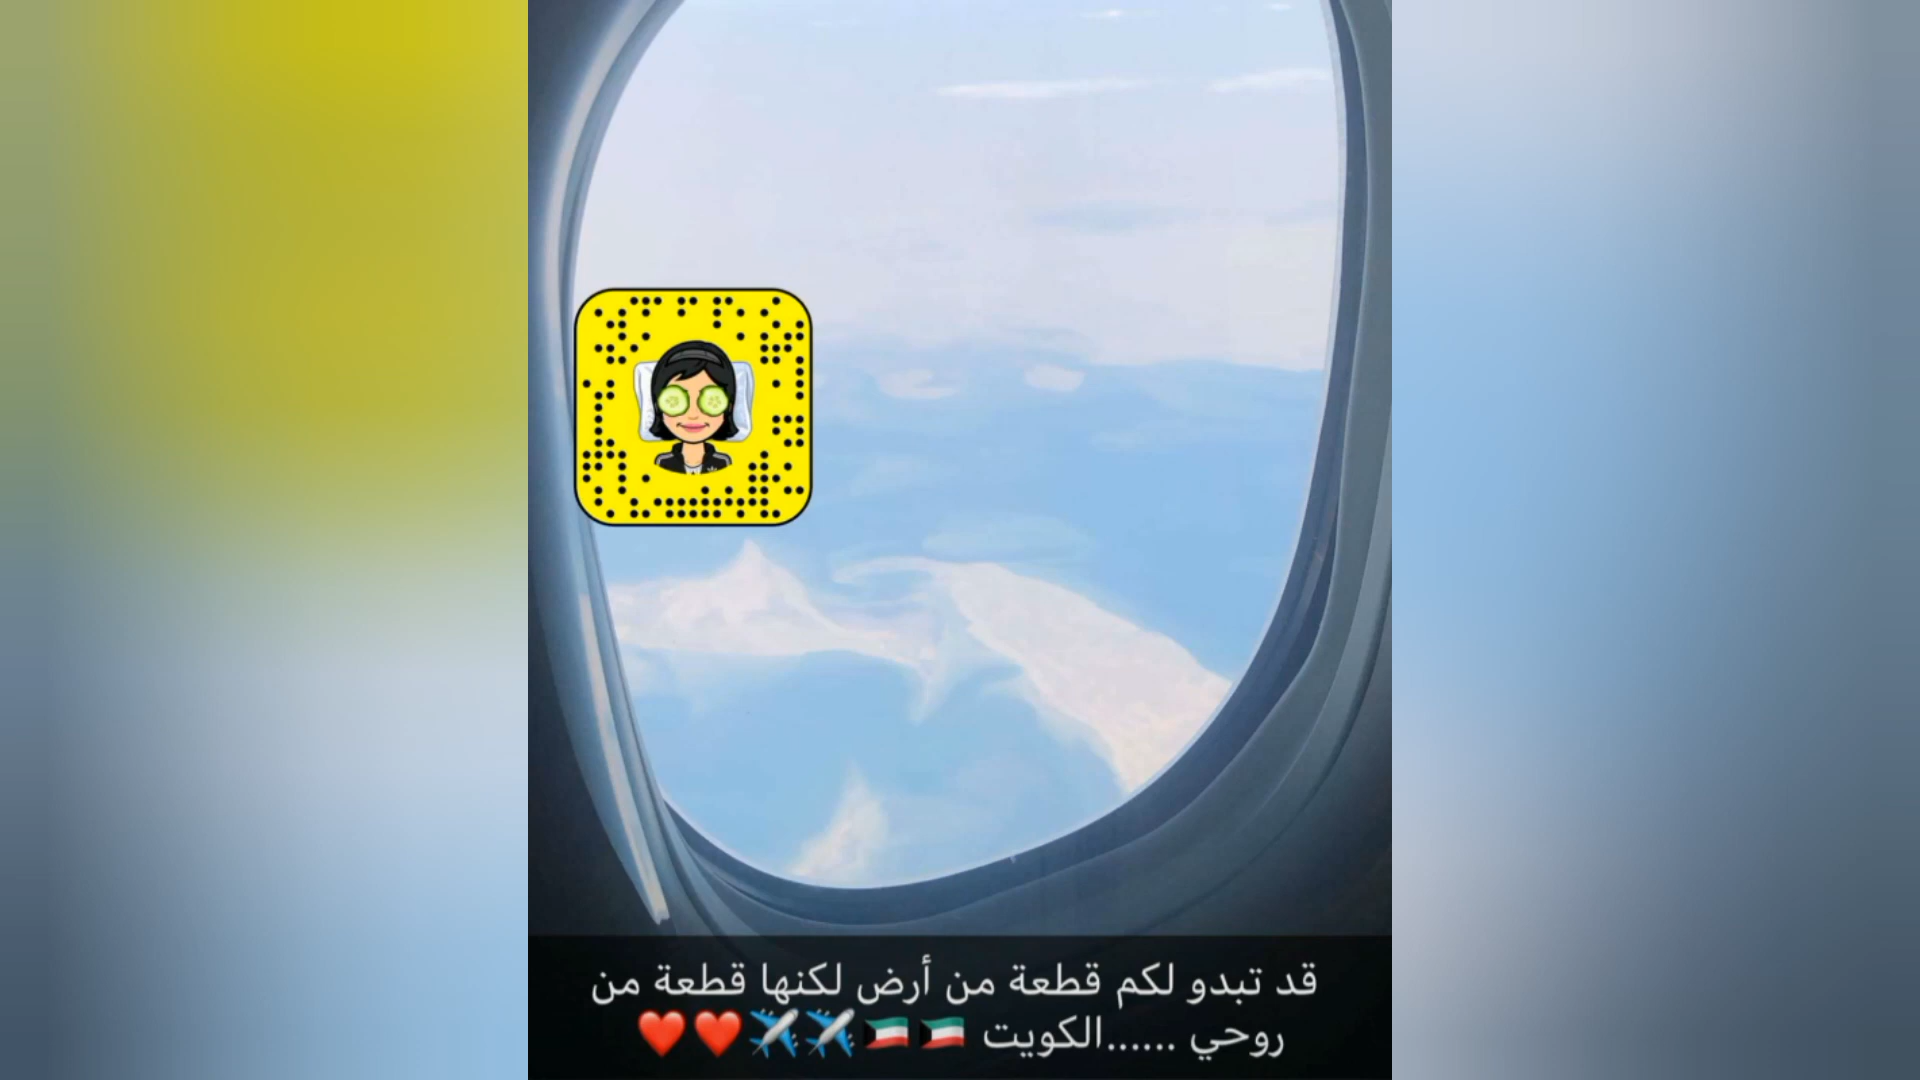 قد تبدو لكم قطعة من أرض لكنها قطعة من
روحي ......الكويت 🇰🇼🇰🇼✈️✈️❤️❤️